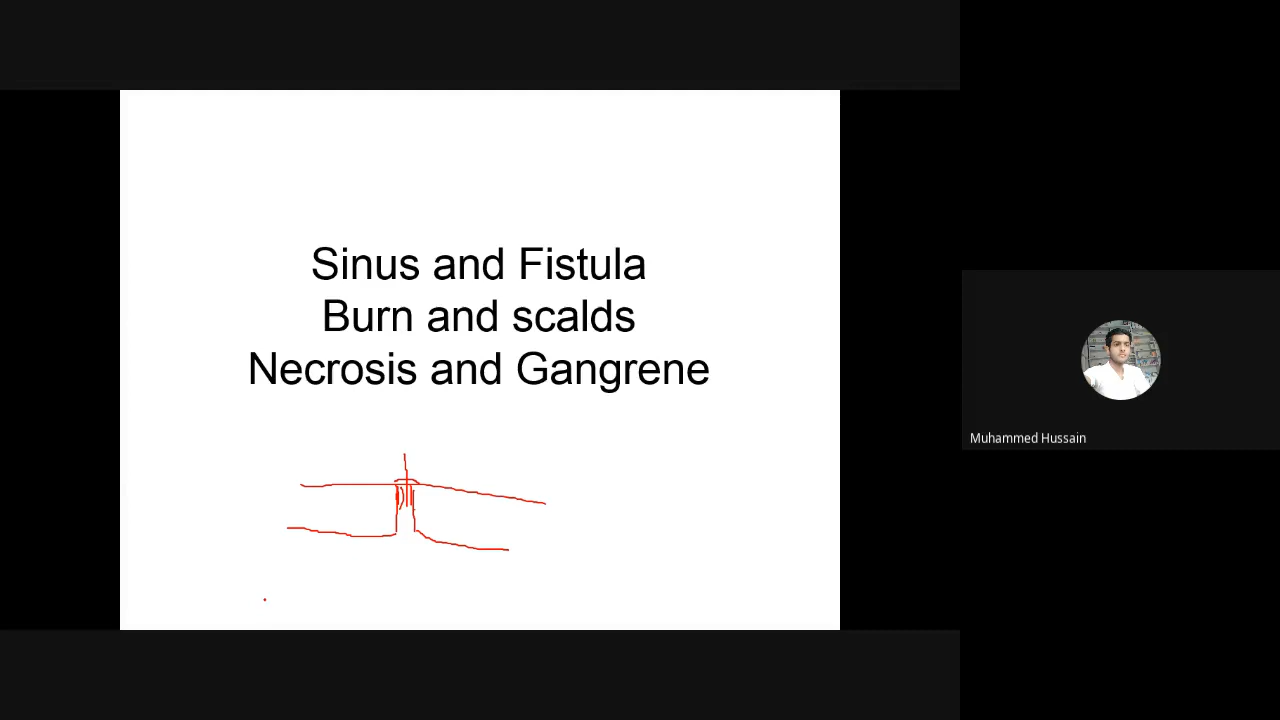 Sinus and Fistula
Burn and scalds
Necrosis and Gangrene
Muhammed Hussain